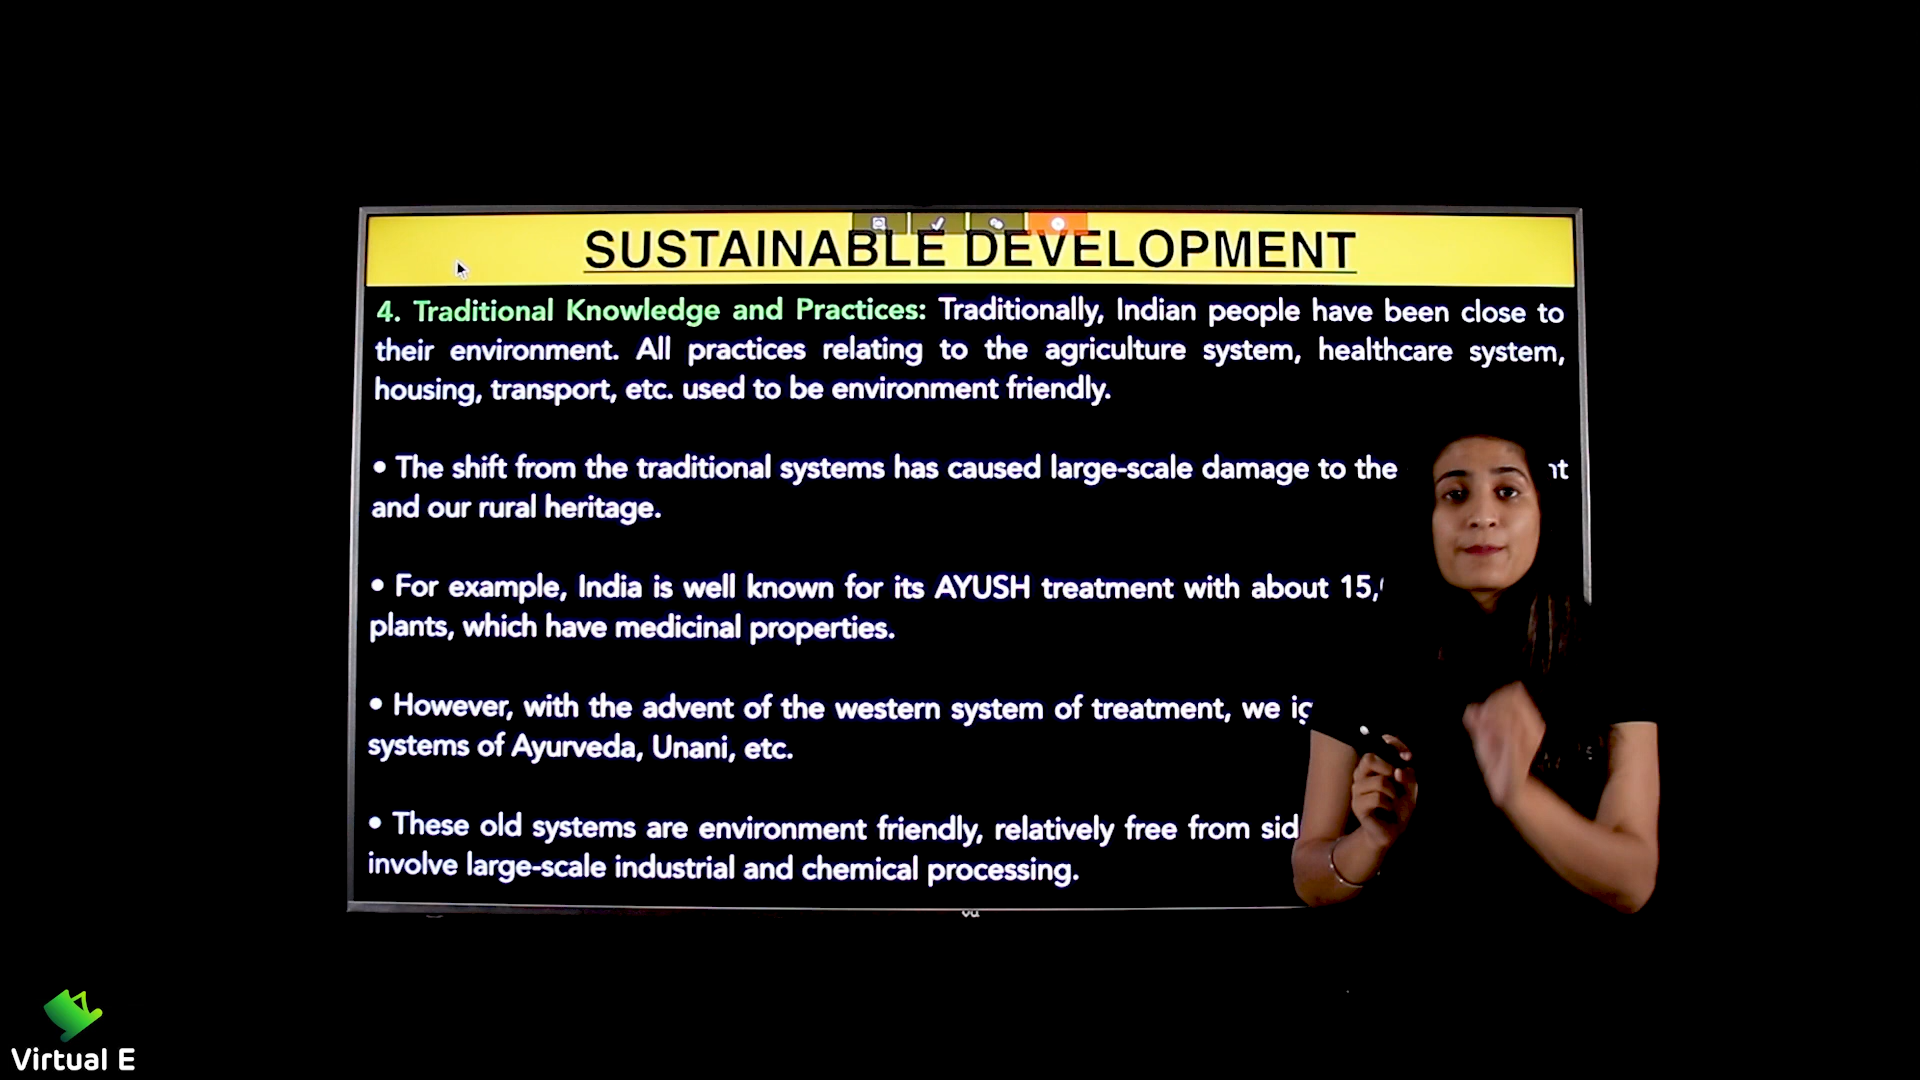 SUSTAINABLE DEVELOPMENT
4. Traditional Knowledge and Practices: Traditionally, Indian people have been close to
their environment. All practices relating to the agriculture system, healthcare system,
housing, transport, etc. used to be environment friendly.
• The shift from the traditional systems has caused large-scale damage to the
and our rural heritage.
• For example, India is well known for its AYUSH treatment with about
plants, which have medicinal properties.
• However, with the advent of the western system of treatment, we
systems of Ayurveda, Unani, etc.
• These old systems are environment friendly, relatively free from
involve large-scale industrial and chemical processing.
Virtual E